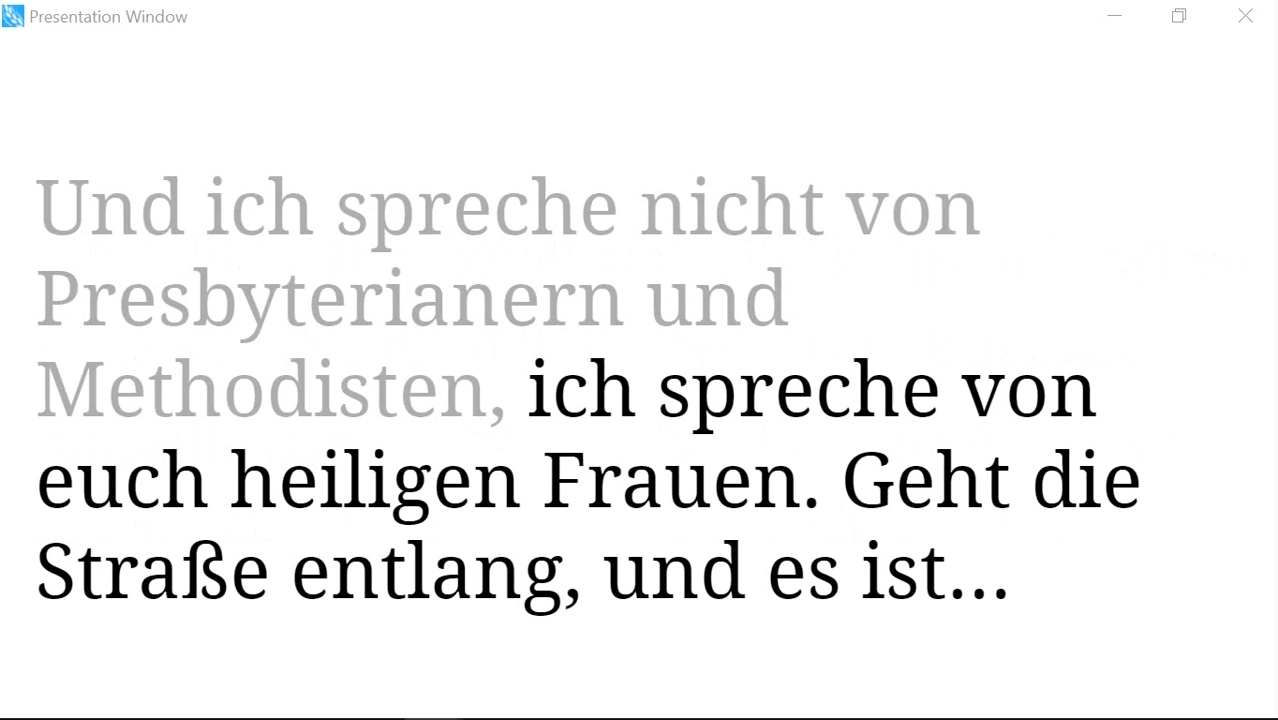 Presentation Window
Und ich spreche nicht von
Presbyterianern und
Methodisten, ich spreche von
euch heiligen Frauen. Geht die
Straße entlang, und es ist...